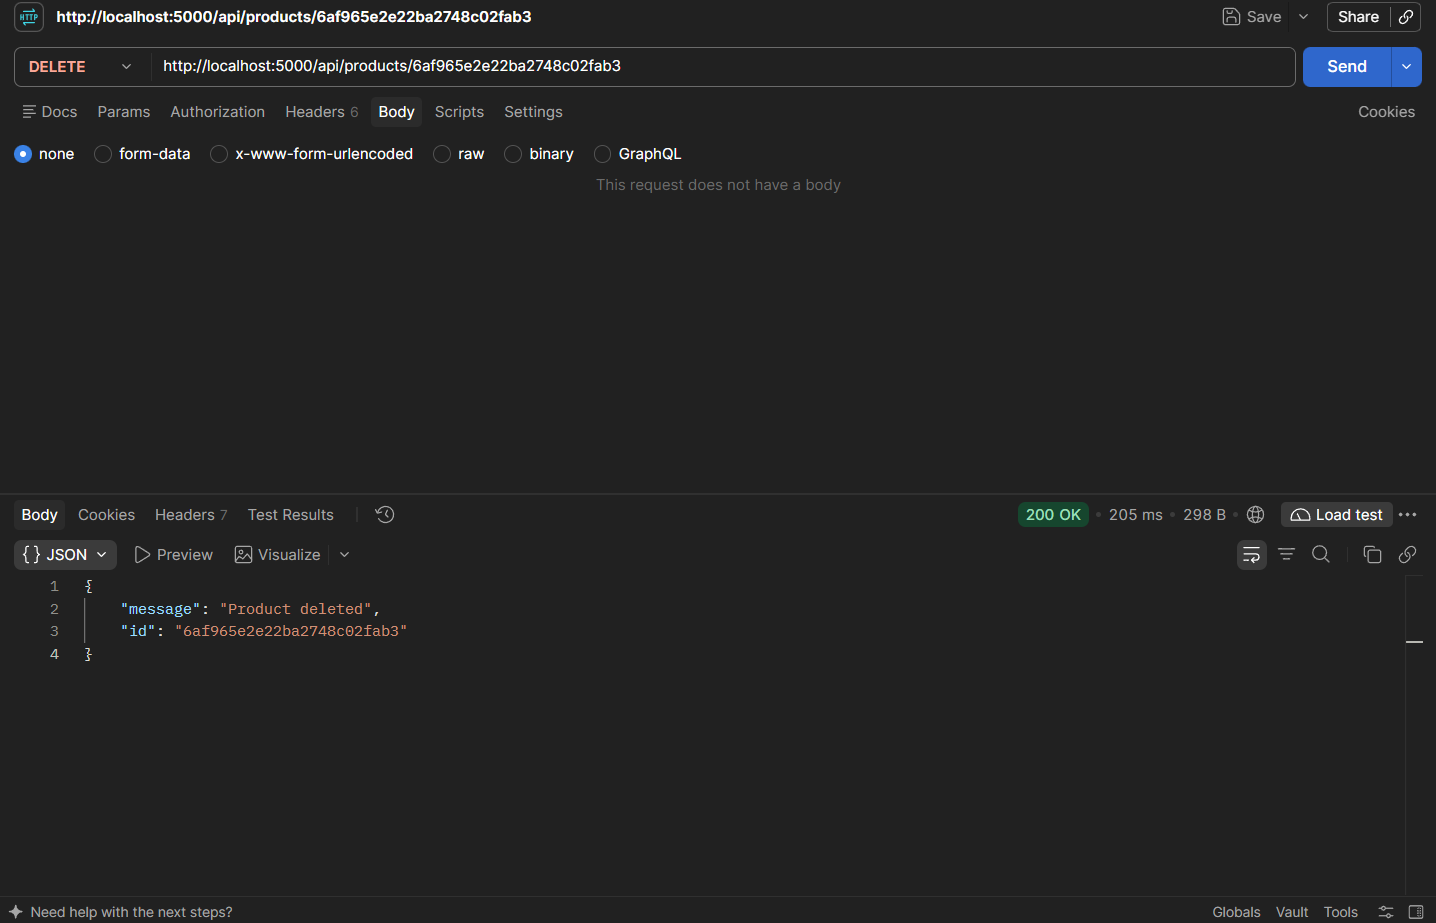 HTTP http://localhost:5000/api/products/6af965e2e22ba2748c02fab3 Save Share
DELETE http://localhost:5000/api/products/6af965e2e22ba2748c02fab3 Send
Docs Params Authorization Headers 6 Body Scripts Settings Cookies
none form-data x-www-form-urlencoded raw binary GraphQL
This request does not have a body
Body Cookies Headers 7 Test Results 200 OK • 205 ms • 298 B • Load test
{} JSON Preview Visualize
1 {
2 "message": "Product deleted",
3 "id": "6af965e2e22ba2748c02fab3"
4 }
Need help with the next steps? Globals Vault Tools